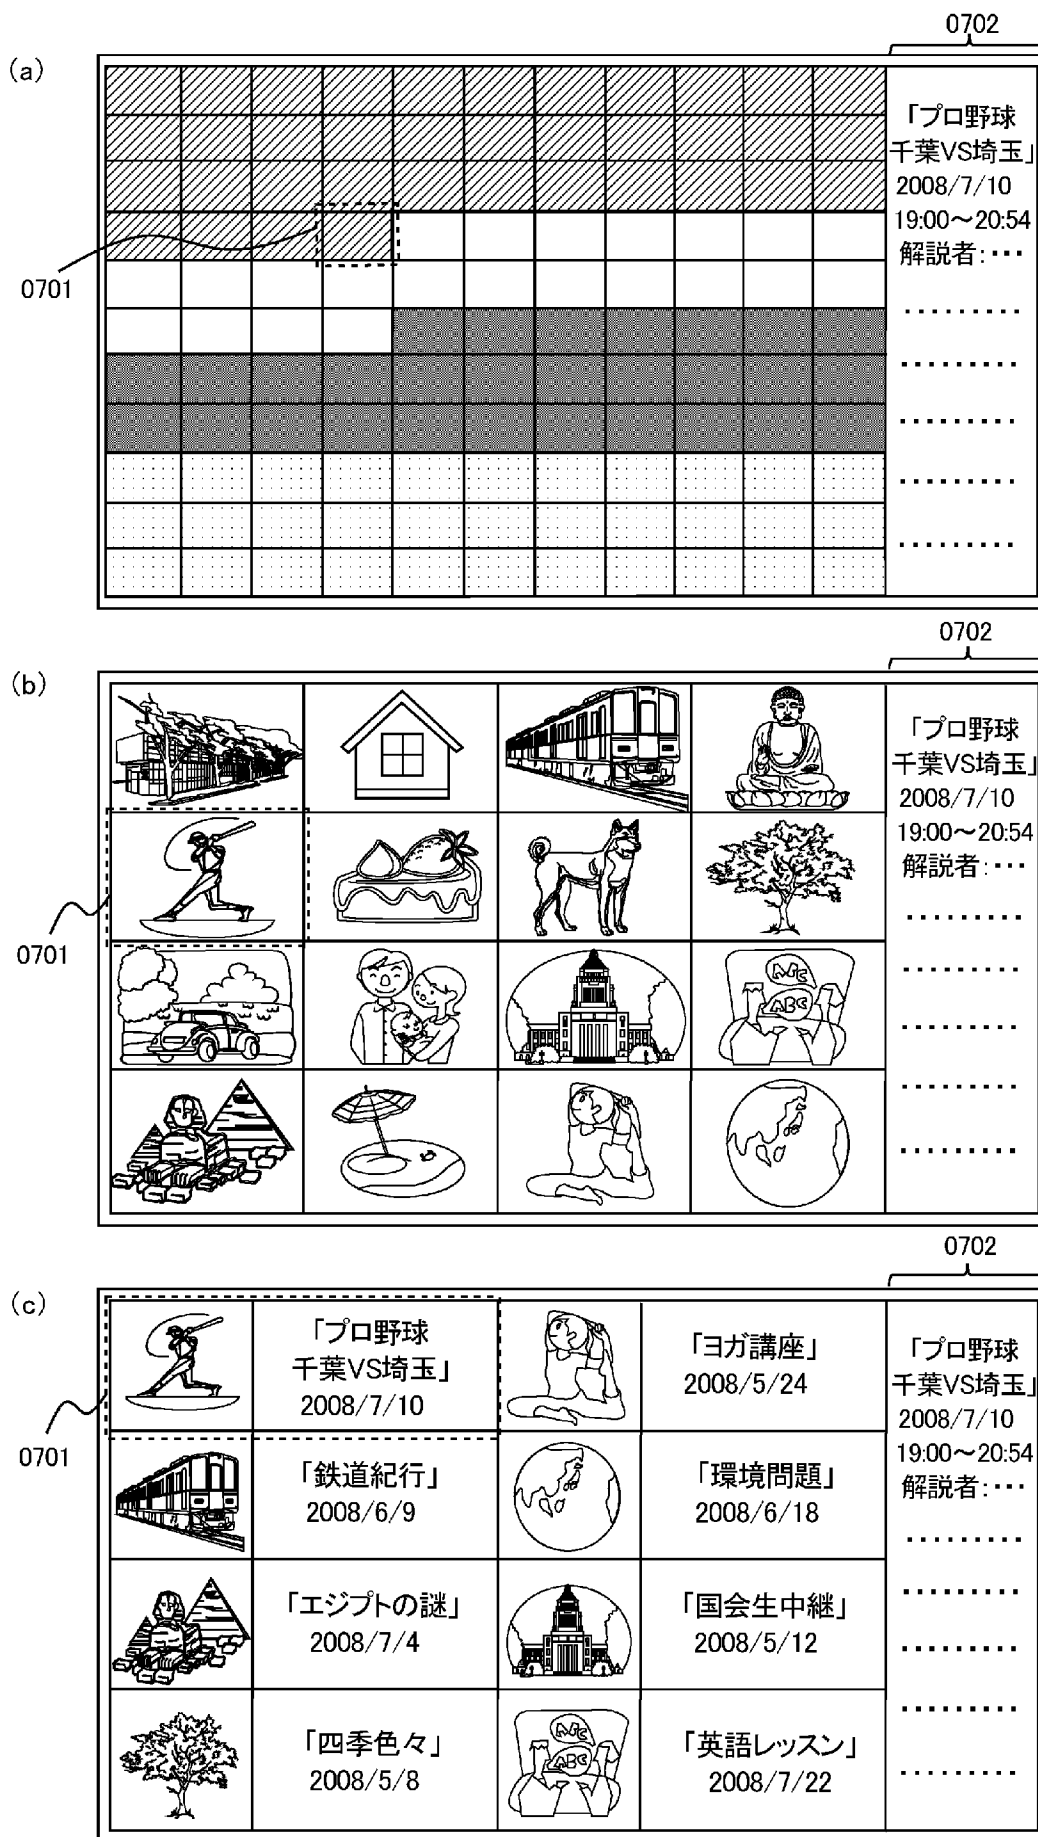 0702
(a)
「プロ野球
千葉VS埼玉」
2008/7/10
19:00～20:54
解説者：・・・
・・・・・・・・・
・・・・・・・・・
・・・・・・・・・
・・・・・・・・・
・・・・・・・・・
0701
0702
(b)
「プロ野球
千葉VS埼玉」
2008/7/10
19:00～20:54
解説者：・・・
・・・・・・・・・
・・・・・・・・・
・・・・・・・・・
・・・・・・・・・
・・・・・・・・・
0701
ABC
0702
(c)
「プロ野球
千葉VS埼玉」
2008/7/10
「ヨガ講座」
2008/5/24
「プロ野球
千葉VS埼玉」
2008/7/10
19:00～20:54
解説者：・・・
・・・・・・・・・
・・・・・・・・・
・・・・・・・・・
・・・・・・・・・
・・・・・・・・・
0701
「鉄道紀行」
2008/6/9
「環境問題」
2008/6/18
「エジプトの謎」
2008/7/4
「国会生中継」
2008/5/12
「四季色々」
2008/5/8
ABC
「英語レッスン」
2008/7/22